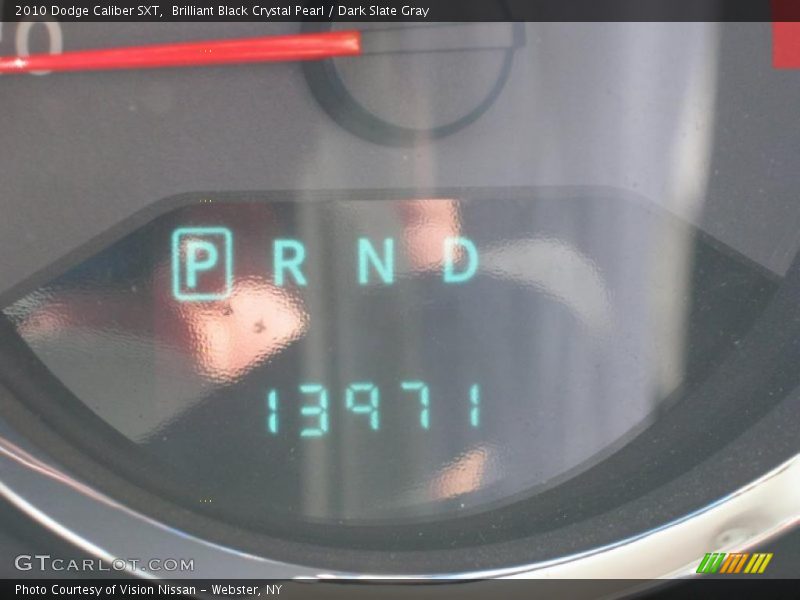 2010 Dodge Caliber SXT, Brilliant Black Crystal Pearl / Dark Slate Gray
0
P R N D
13971
GTCARLOT.COM
Photo Courtesy of Vision Nissan - Webster, NY